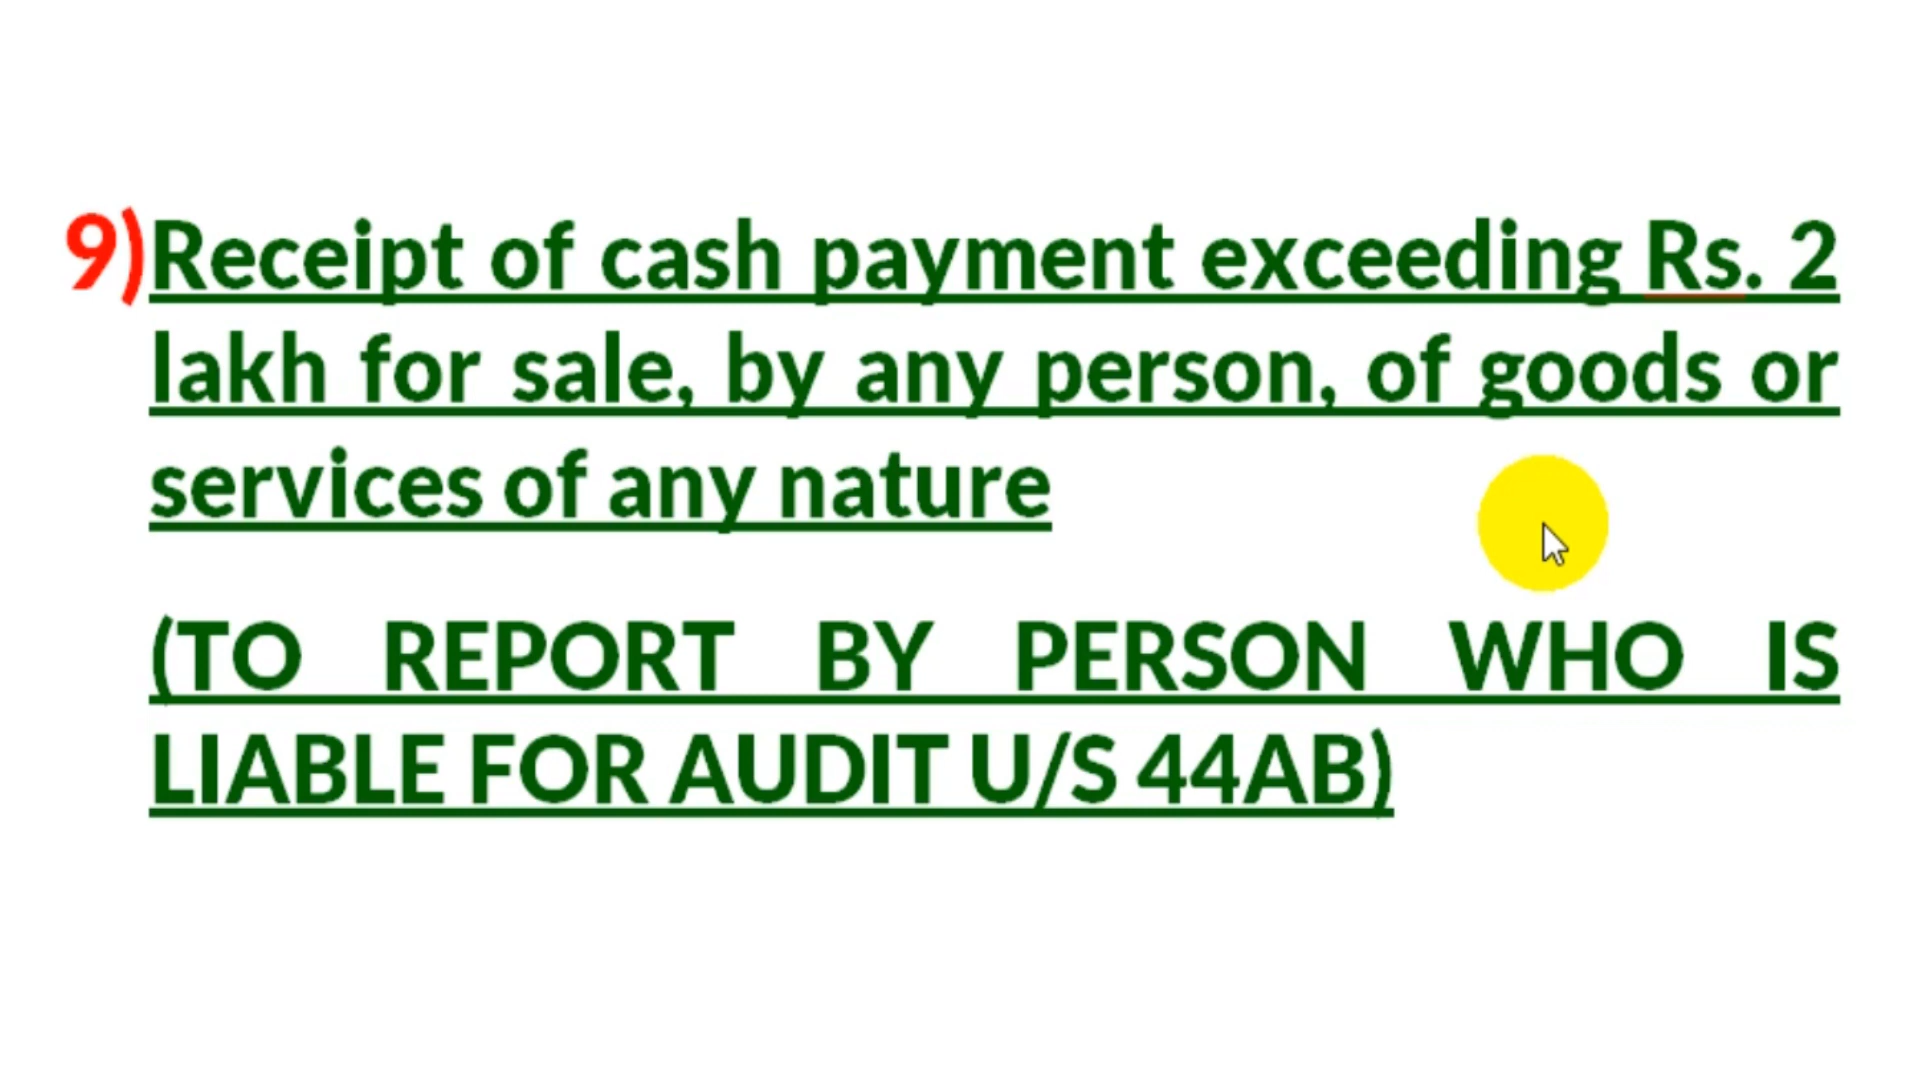 9)Receipt of cash payment exceeding Rs. 2
lakh for sale, by any person, of goods or
services of any nature
(TO REPORT BY PERSON WHO IS
LIABLE FOR AUDIT U/S 44AB)